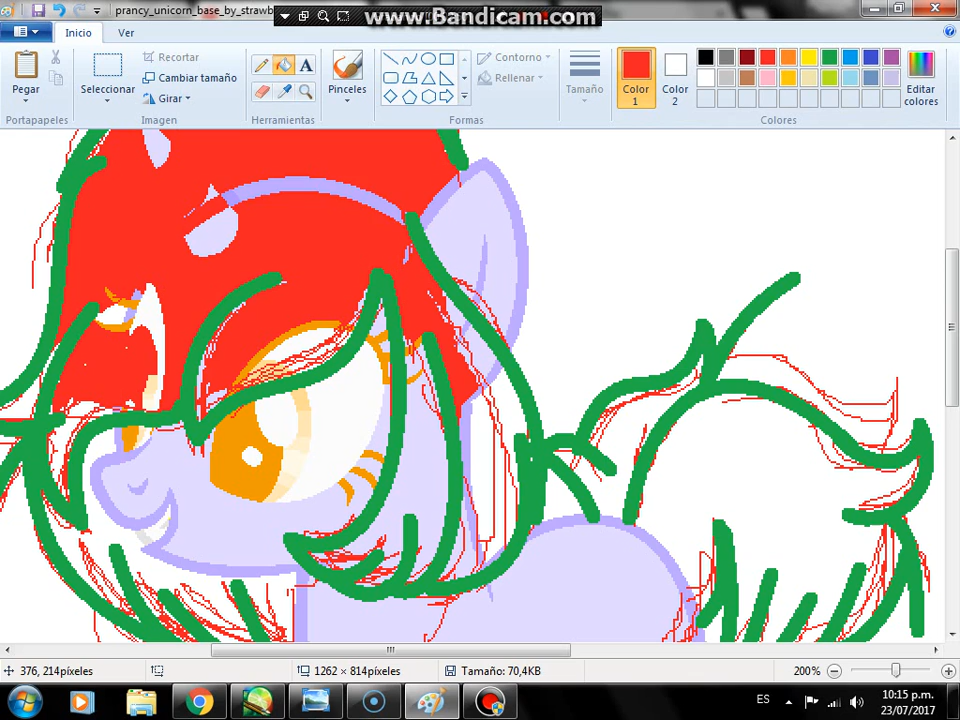 prancy_unicorn_base_by_strawb
www.Bandicam.com
Inicio
Ver
Pegar
Portapapeles
Seleccionar
Recortar
Cambiar tamaño
Girar
Imagen
A
Herramientas
Pinceles
Contorno
Rellenar
Formas
Tamaño
Color
1
Color
2
Editar
colores
Colores
376, 214píxeles
1262 × 814píxeles
Tamaño: 70,4KB
200%
ES
10:15 p.m.
23/07/2017